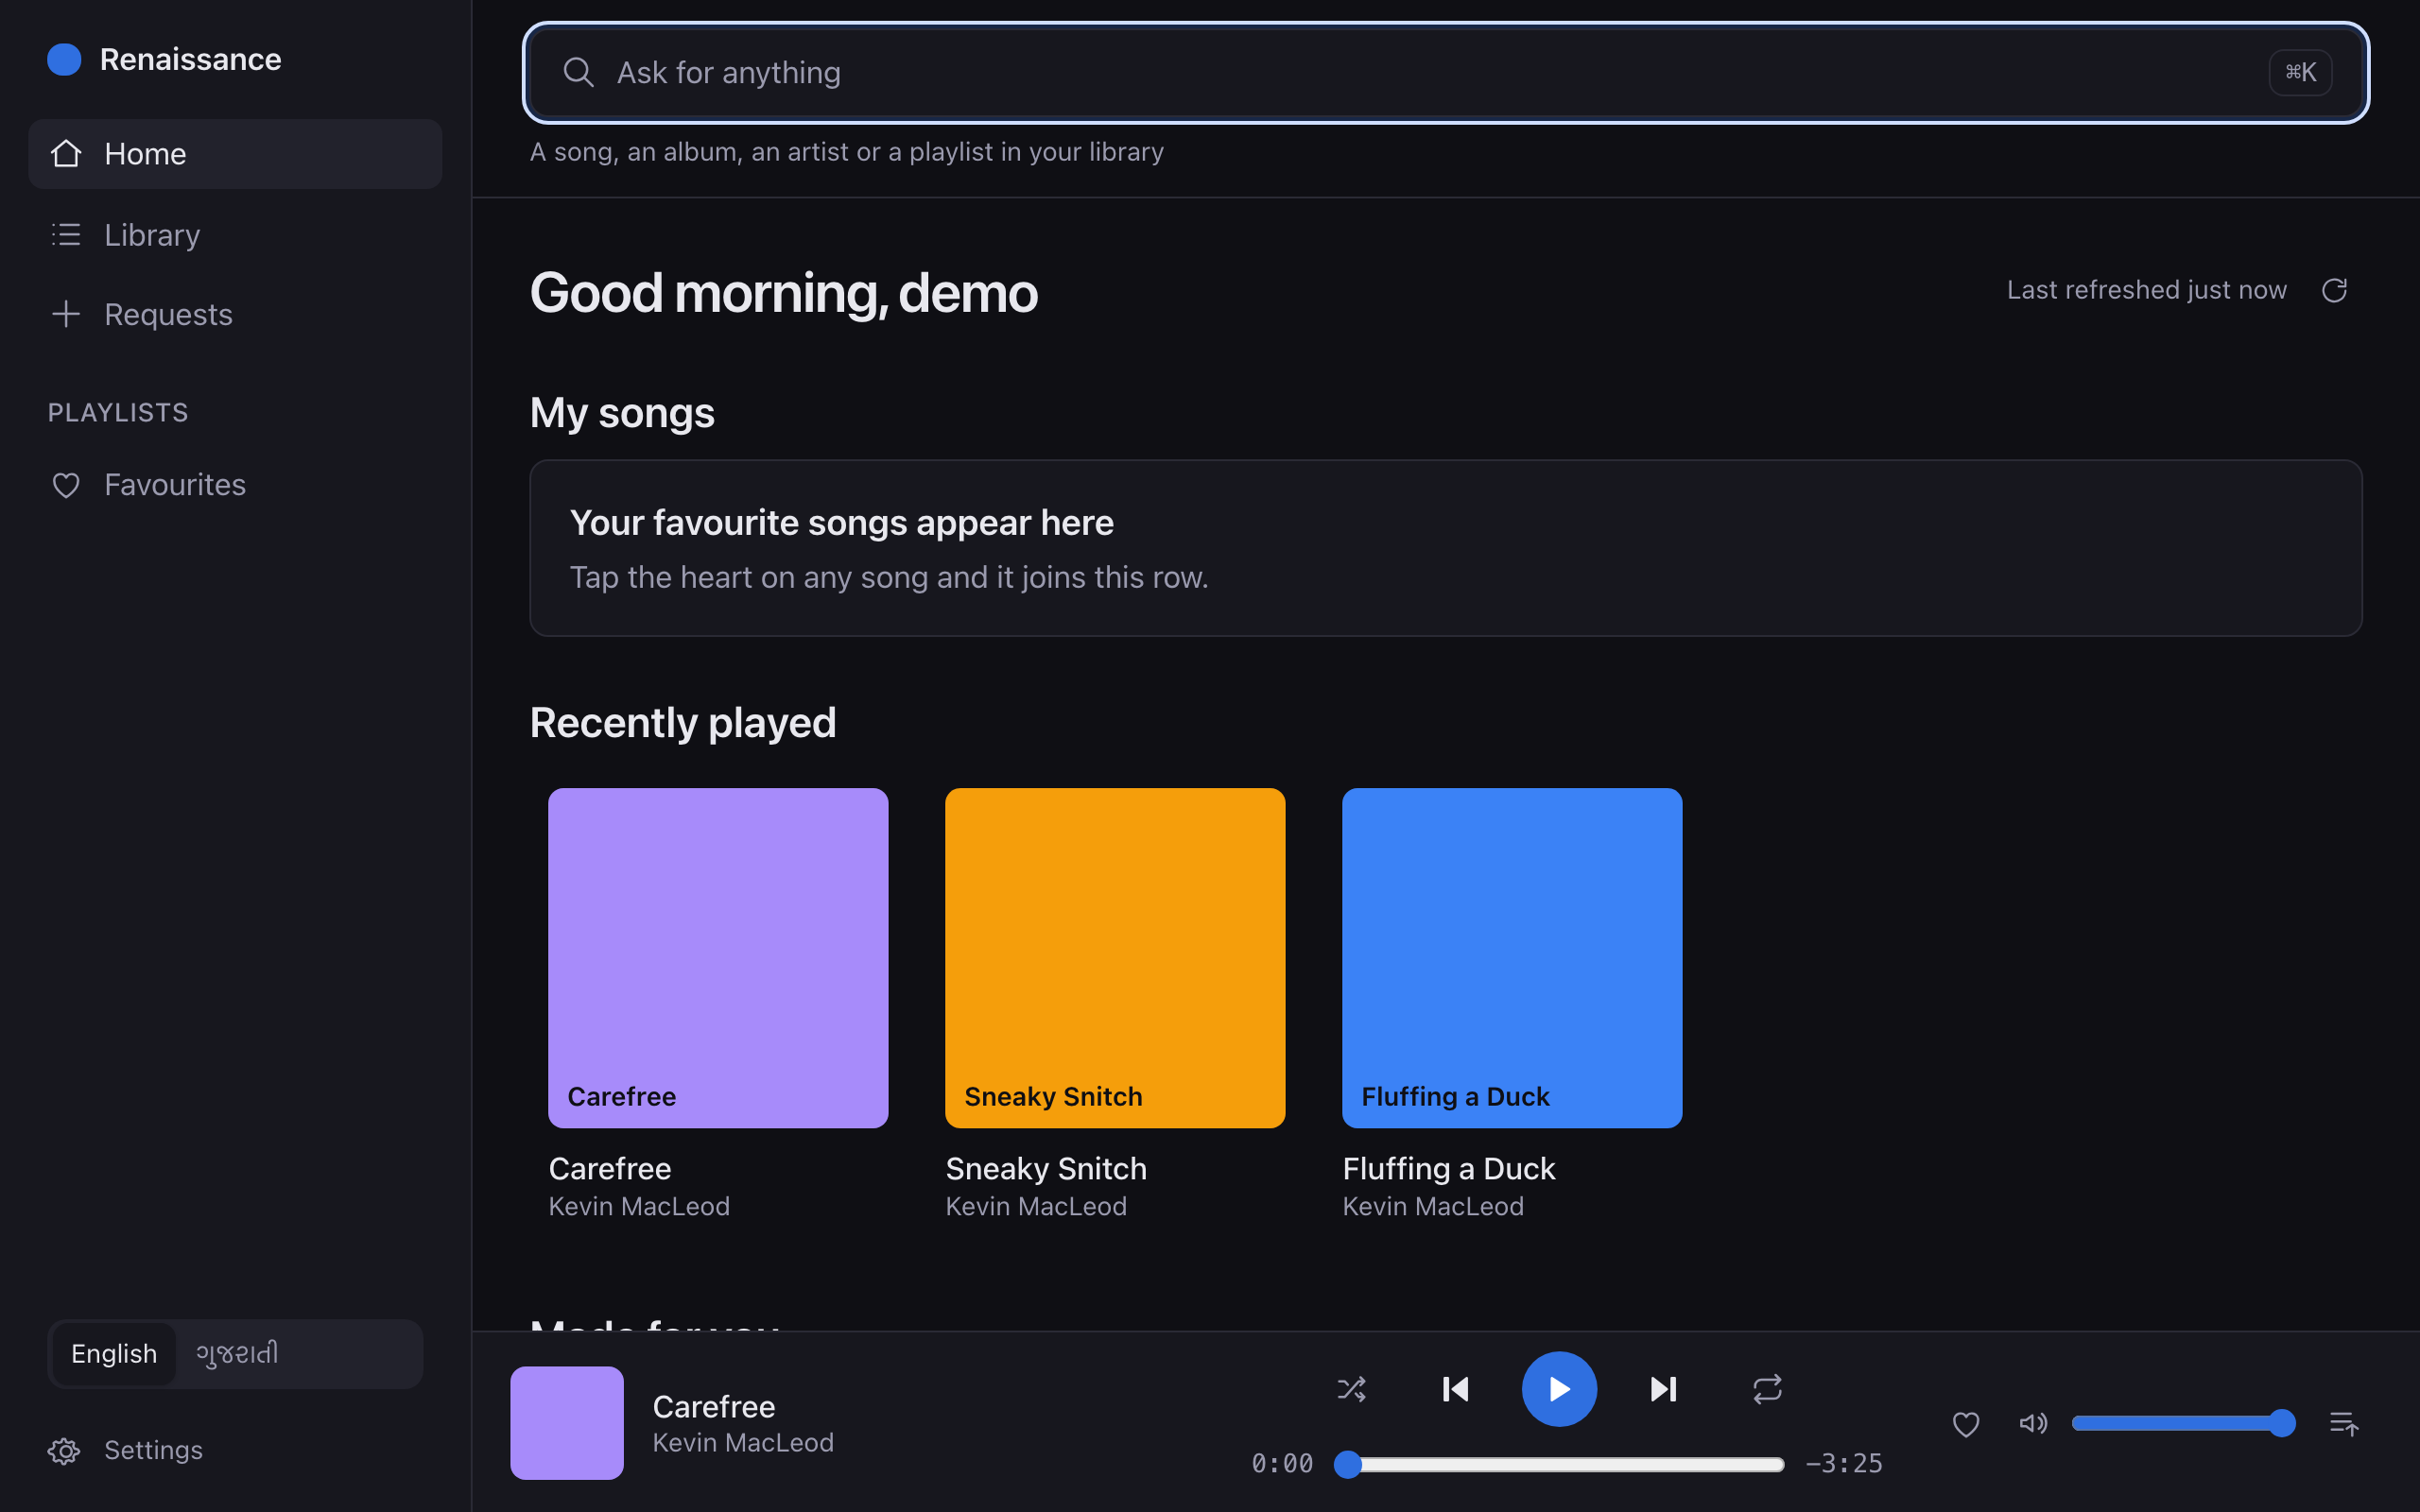 Renaissance
Home
Library
Requests
PLAYLISTS
Favourites
English ગુજરાતી
Settings
Ask for anything ⌘K
A song, an album, an artist or a playlist in your library
Good morning, demo
Last refreshed just now
My songs
Your favourite songs appear here
Tap the heart on any song and it joins this row.
Recently played
Carefree
Sneaky Snitch
Fluffing a Duck
Carefree
Kevin MacLeod
Sneaky Snitch
Kevin MacLeod
Fluffing a Duck
Kevin MacLeod
Made for you
Carefree
Kevin MacLeod
0:00
−3:25